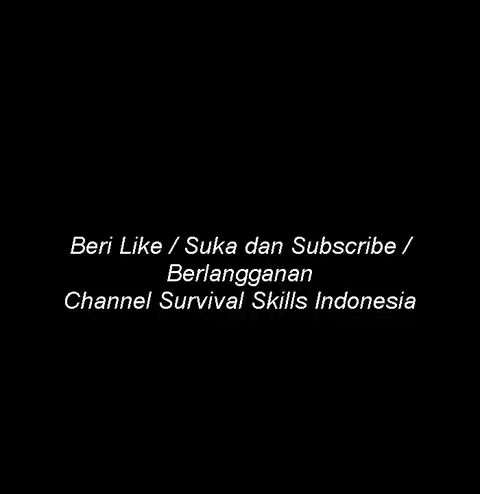 Beri Like / Suka dan Subscribe /
Berlangganan
Channel Survival Skills Indonesia